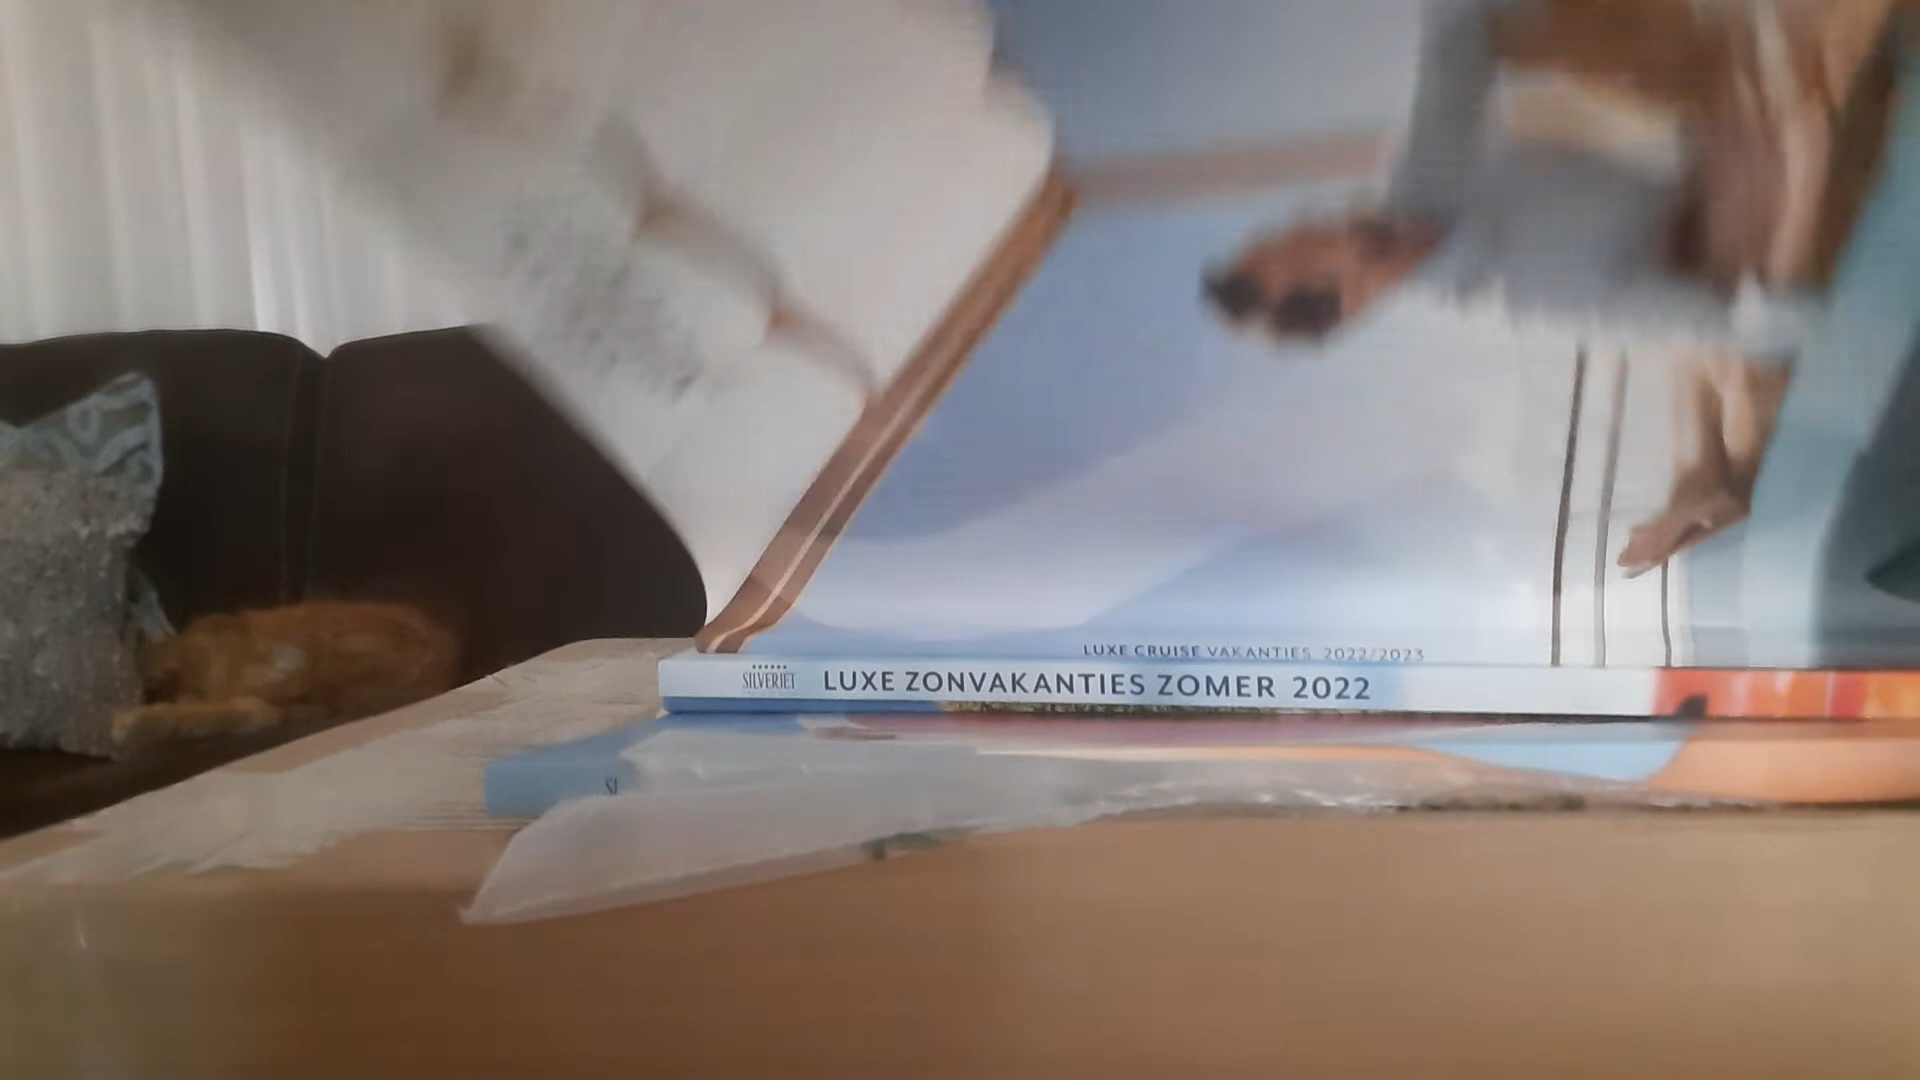 LUXE CRUISE VAKANTIES 2022/2023
SILVERJET
LUXE ZONVAKANTIES ZOMER 2022